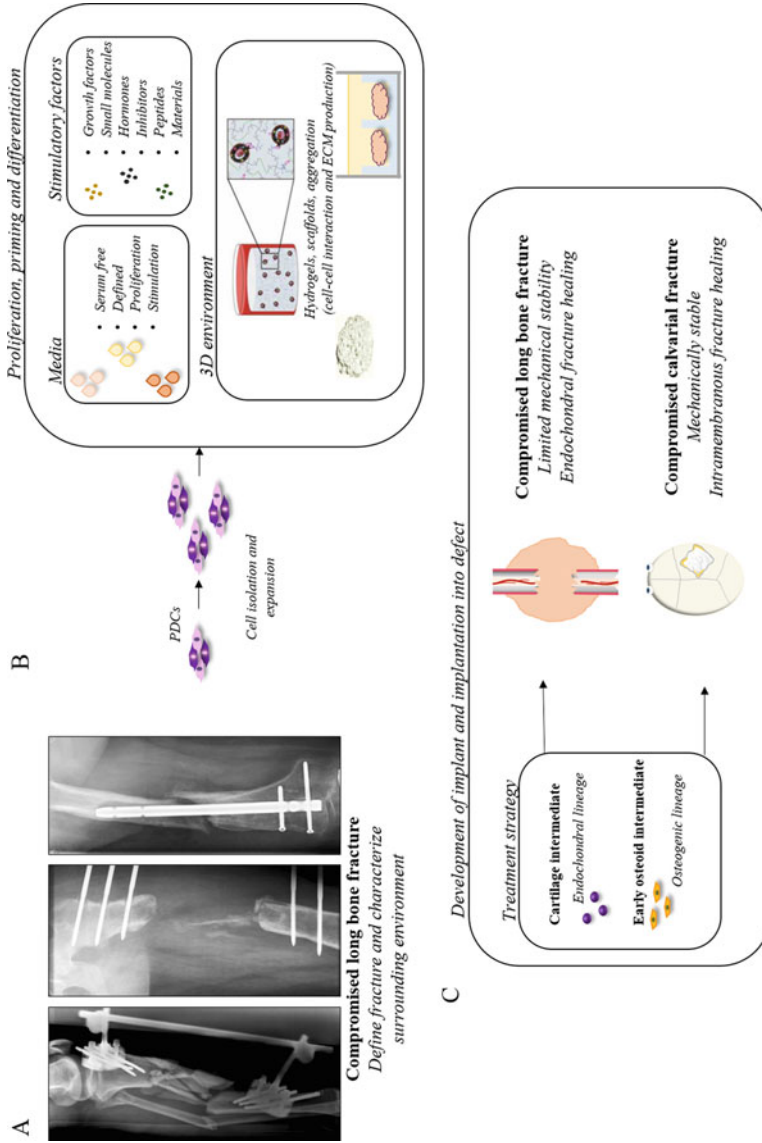 A
Compromised long bone fracture
Define fracture and characterize
surrounding environment
B
PDCs
Cell isolation and
expansion
Proliferation, priming and differentiation
Media
• Serum free
• Defined
• Proliferation
• Stimulation
Stimulatory factors
• Growth factors
• Small molecules
• Hormones
• Inhibitors
• Peptides
• Materials
3D environment
Hydrogels, scaffolds, aggregation
(cell-cell interaction and ECM production)
C
Development of implant and implantation into defect
Treatment strategy
Cartilage intermediate
Endochondral lineage
Early osteoid intermediate
Osteogenic lineage
Compromised long bone fracture
Limited mechanical stability
Endochondral fracture healing
Compromised calvarial fracture
Mechanically stable
Intramembranous fracture healing